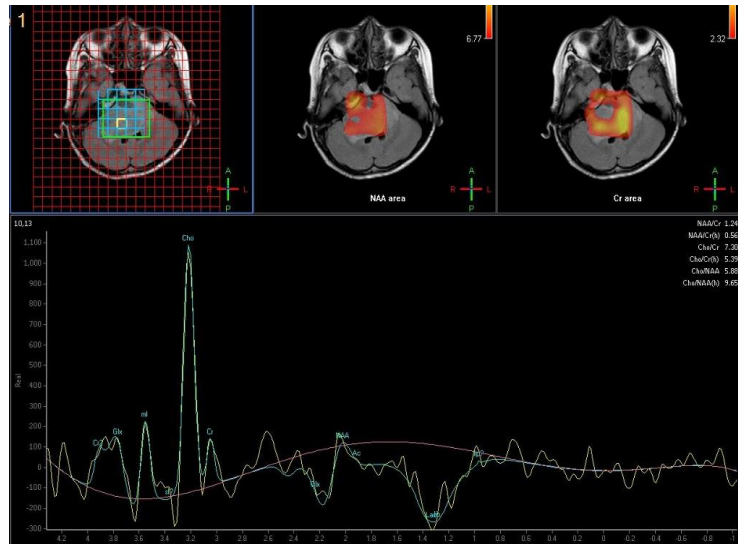 1
A
R L
P
6.77
A
R L
P
NAA area
2.32
A
R L
P
Cr area
10,13
NAA/Cr 1.24
NAA/Cr(h) 0.56
Cho/Cr 7.30
Cho/Cr(h) 5.39
Cho/NAA 5.88
Cho/NAA(h) 9.65
Real
1,100
1,000
900
800
700
600
500
400
300
200
100
0
-100
-200
-300
Cho
mI
Glx
Cr2
Cr
NAA
Ac
Glx
4.2 4 3.8 3.6 3.4 3.2 3 2.8 2.6 2.4 2.2 2 1.8 1.6 1.4 1.2 1 0.8 0.6 0.4 0.2 0 -0.2 -0.4 -0.6 -0.8 -1